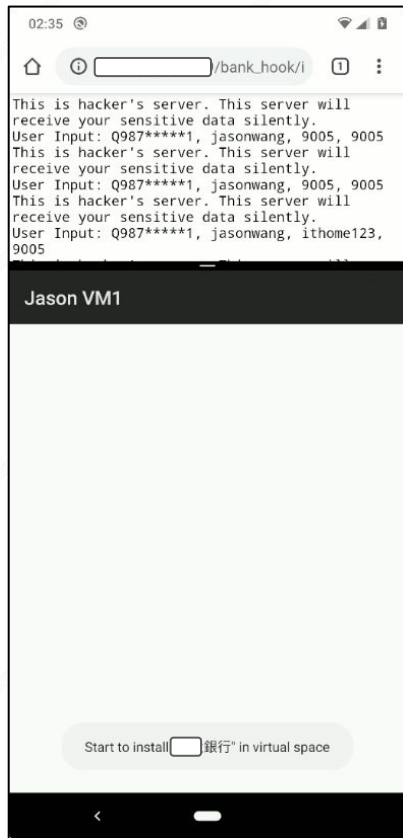 02:35
/bank_hook/i
1
This is hacker's server. This server will
receive your sensitive data silently.
User Input: Q987*****1, jasonwang, 9005, 9005
This is hacker's server. This server will
receive your sensitive data silently.
User Input: Q987*****1, jasonwang, 9005, 9005
This is hacker's server. This server will
receive your sensitive data silently.
User Input: Q987*****1, jasonwang, ithome123,
9005
Jason VM1
Start to install 銀行" in virtual space